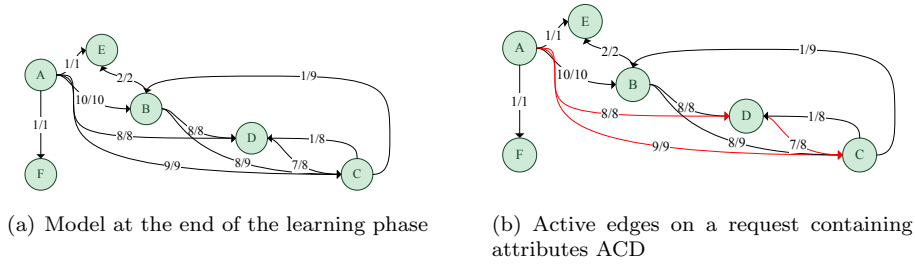 E
1/1
A
2/2
1/9
10/10
B
1/1
8/8
8/8
D
1/8
9/9
8/9
7/8
F
C
(a) Model at the end of the learning phase
E
1/1
A
2/2
1/9
10/10
B
1/1
8/8
8/8
D
1/8
9/9
8/9
7/8
F
C
(b) Active edges on a request containing
attributes ACD